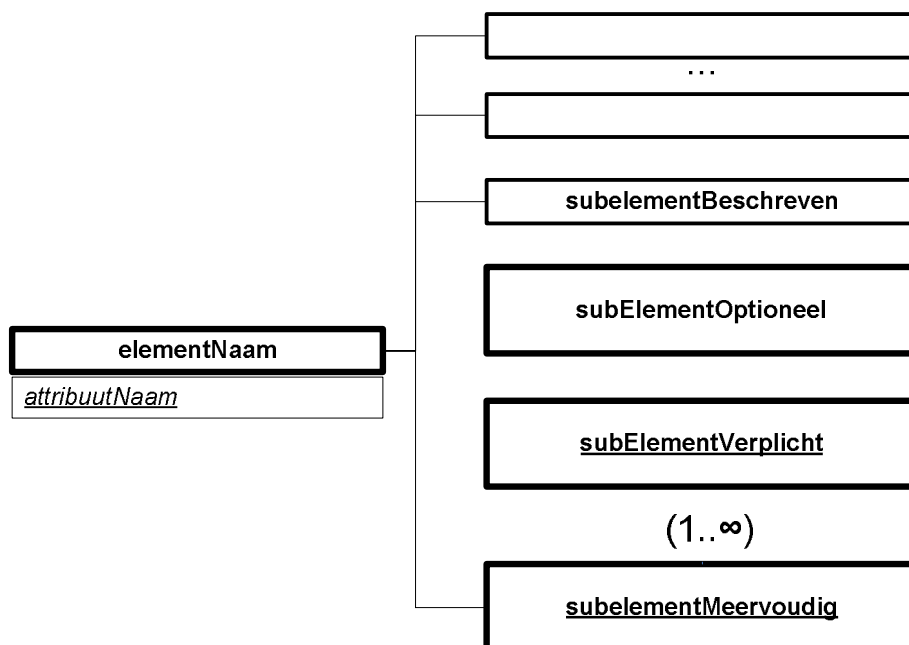 ...
subelementBeschreven
subElementOptioneel
elementNaam
attribuutNaam
subElementVerplicht
(1..∞)
subelementMeervoudig